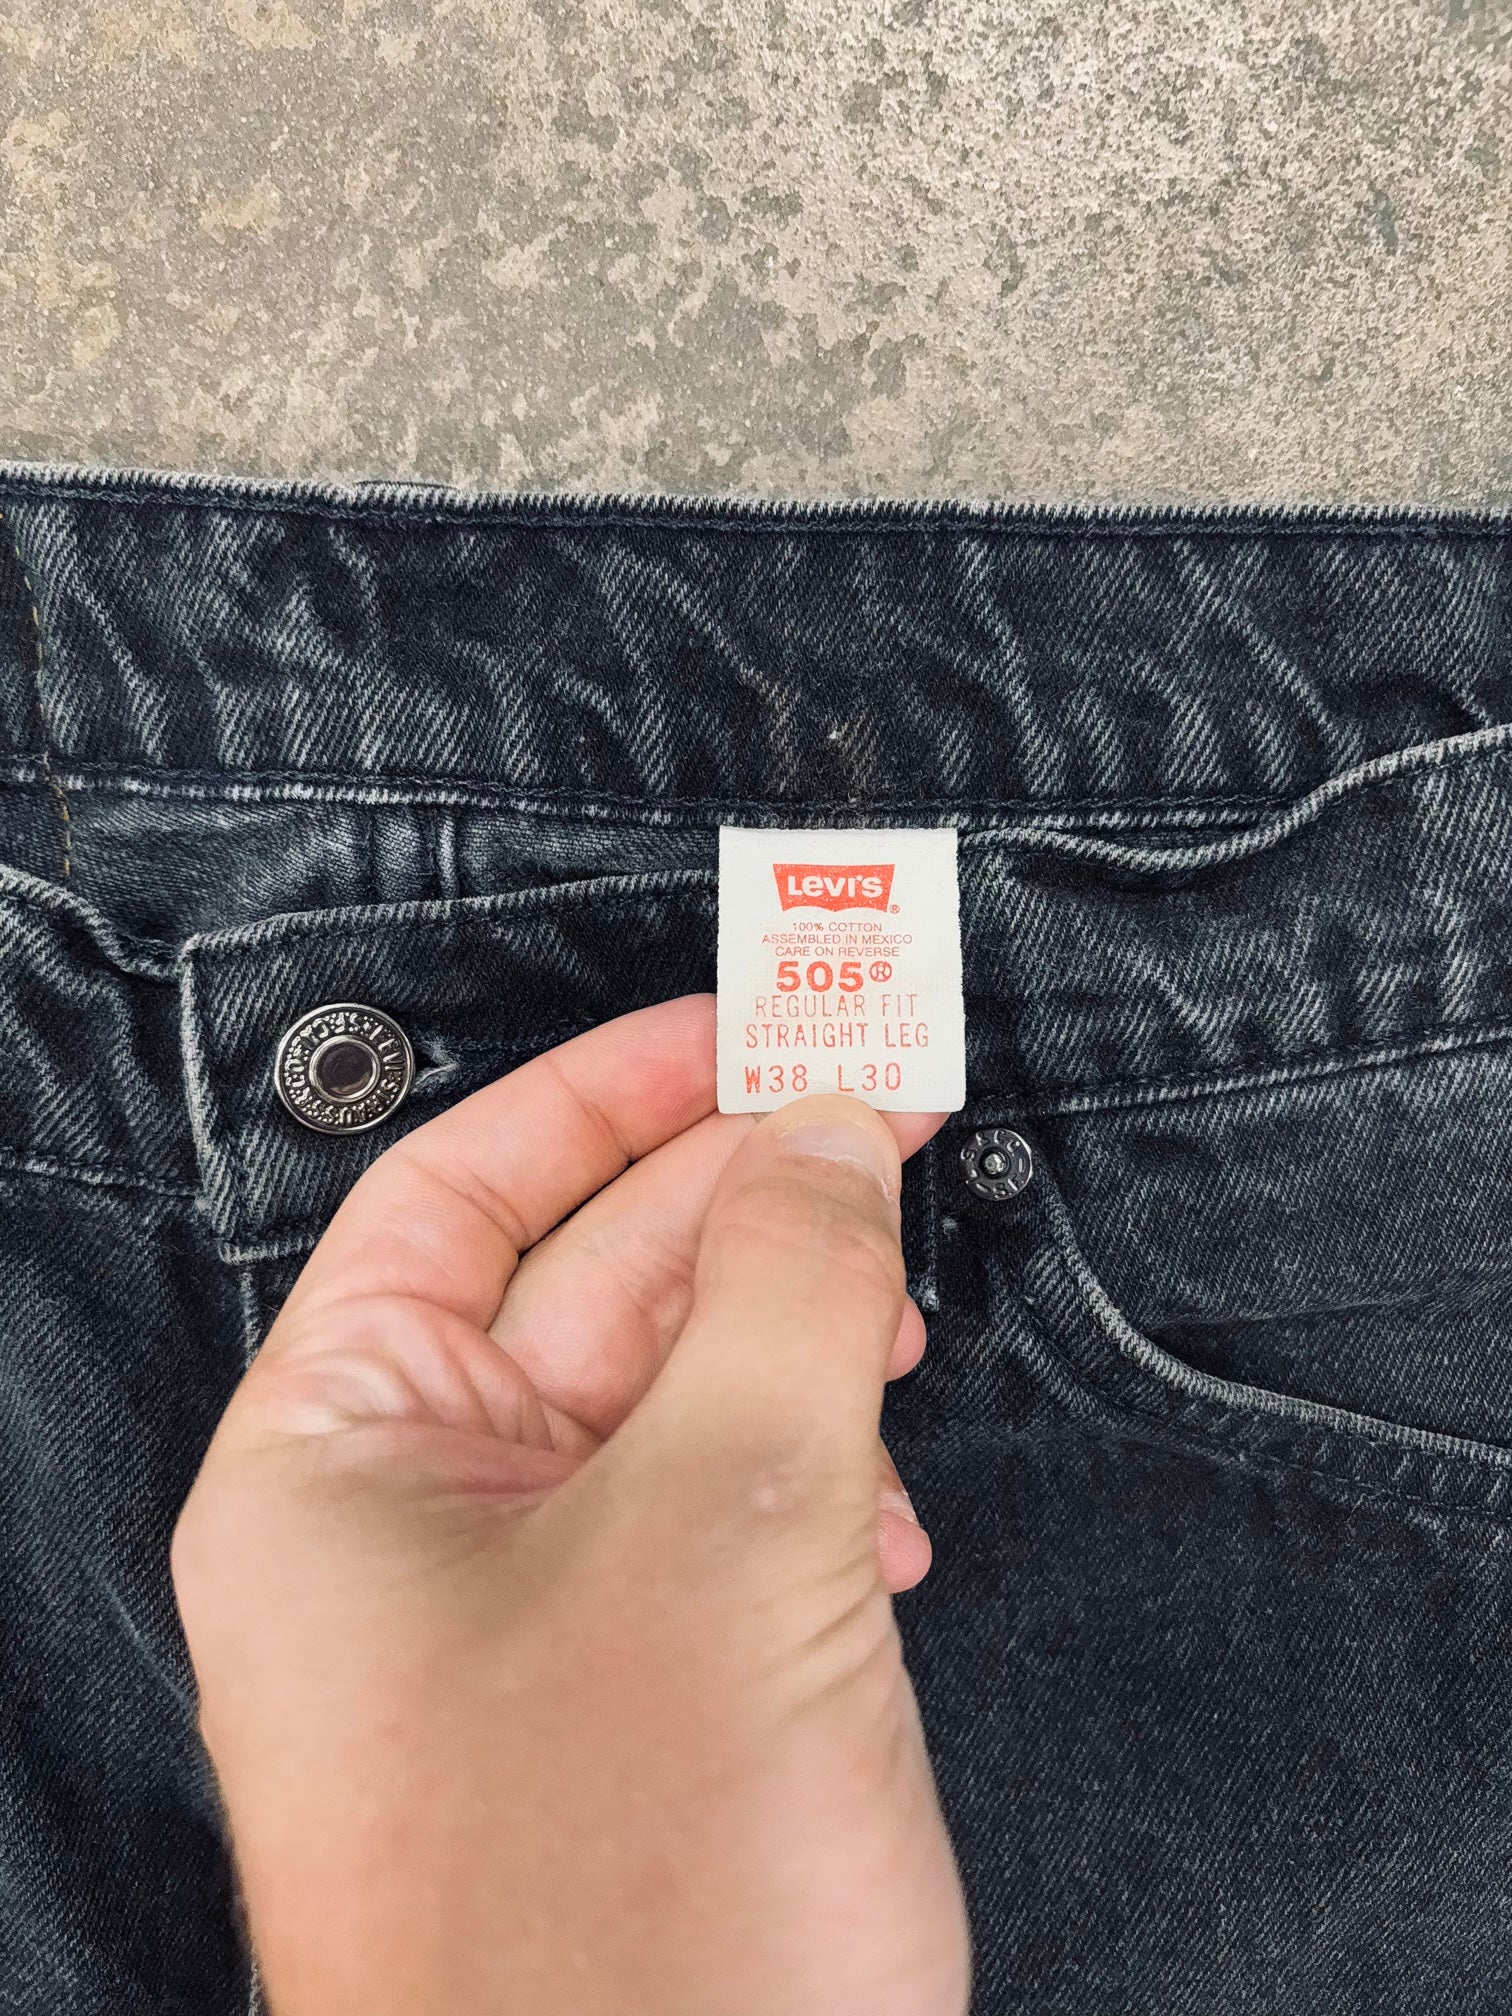 Levi's®
100% COTTON
ASSEMBLED IN MEXICO
CARE ON REVERSE
505®
REGULAR FIT
STRAIGHT LEG
W38 L30